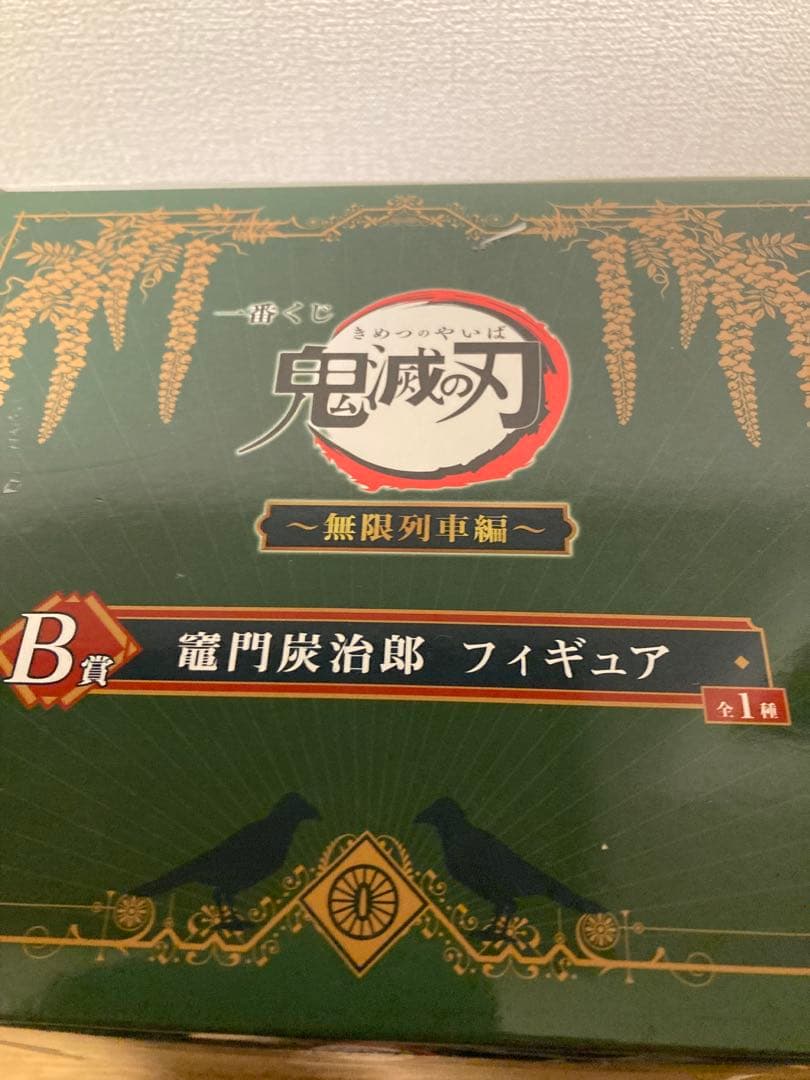 一番くじ
きめつのやいば
鬼滅の刃
～無限列車編～
B賞
竈門炭治郎 フィギュア
全1種